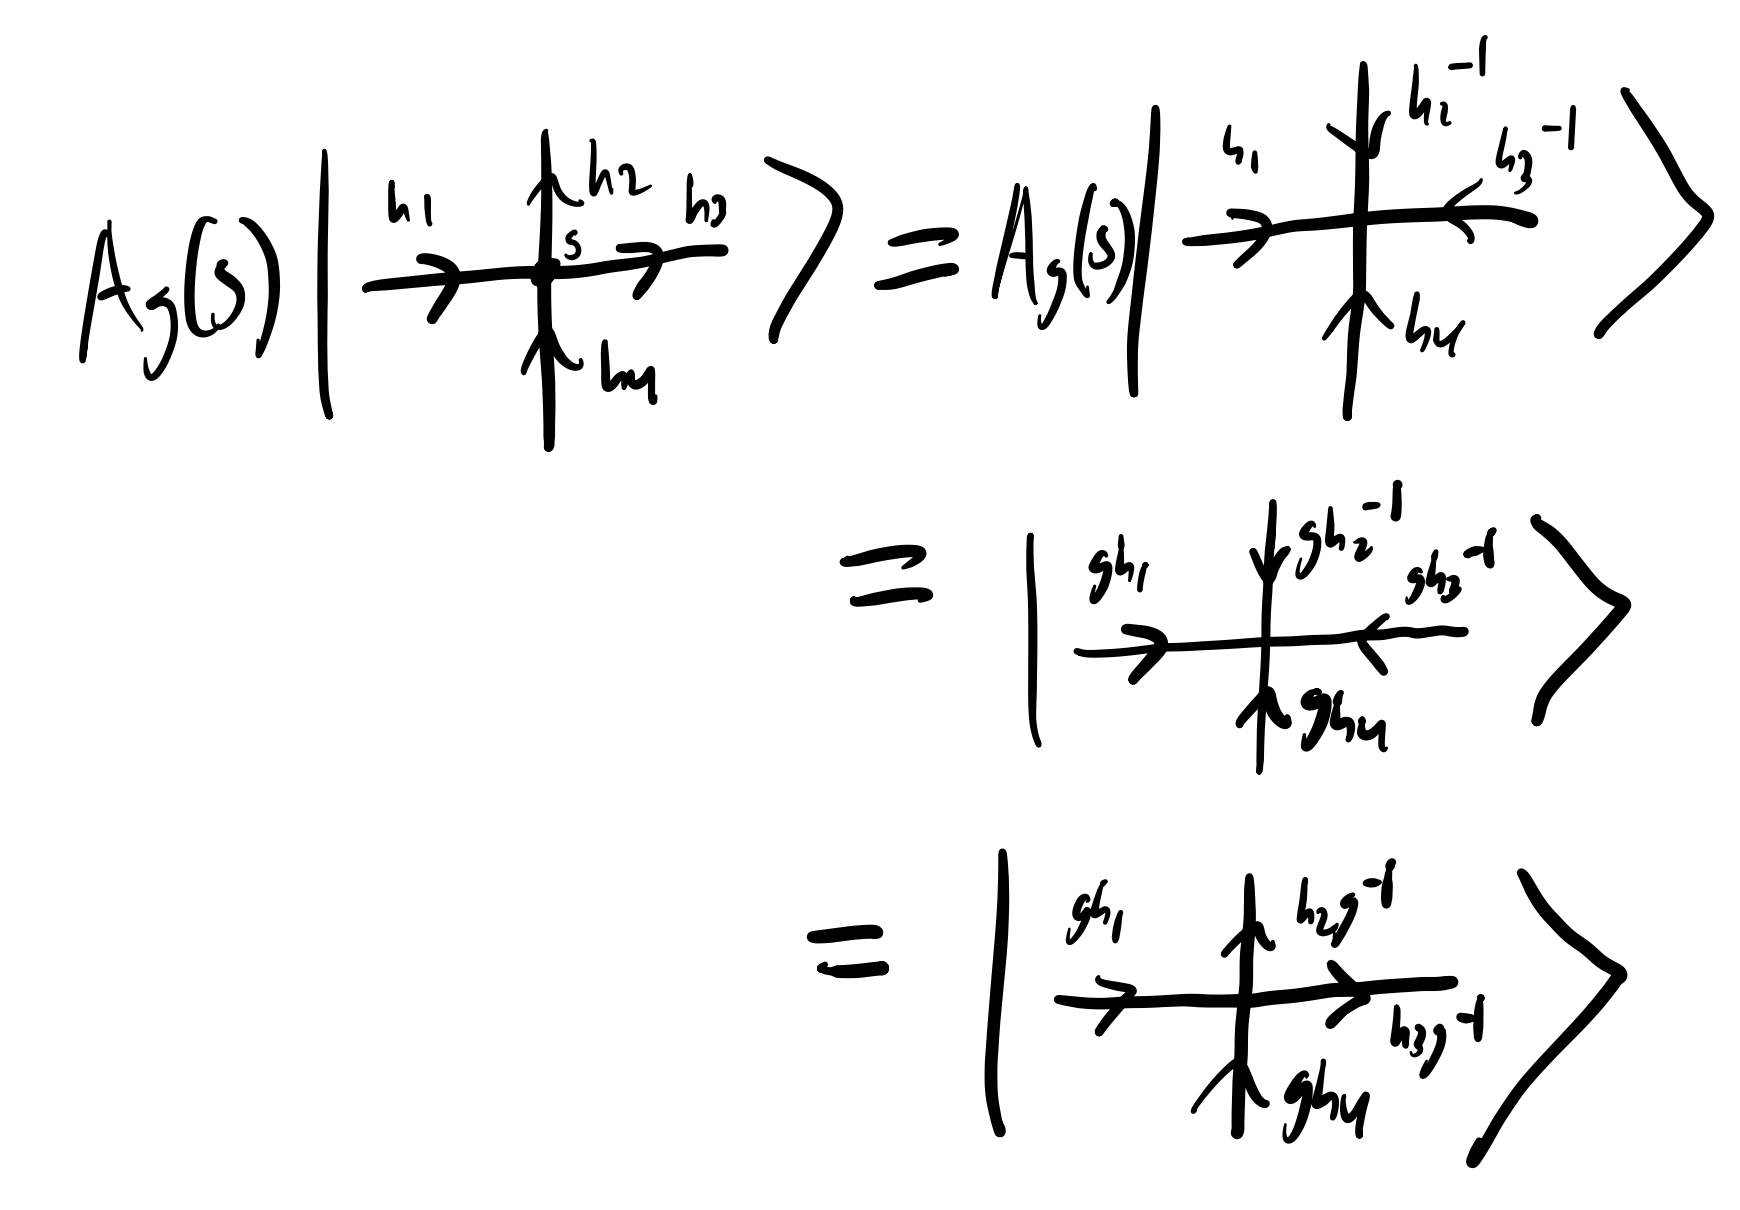 A_g(s) | h_1 h_2 s h_3 h_4 ⟩ = A_g(s) | h_1 h_2^{-1} h_3^{-1} h_4 ⟩
= | gh_1 gh_2^{-1} gh_3^{-1} gh_4 ⟩
= | gh_1 h_2g^{-1} h_3g^{-1} gh_4 ⟩